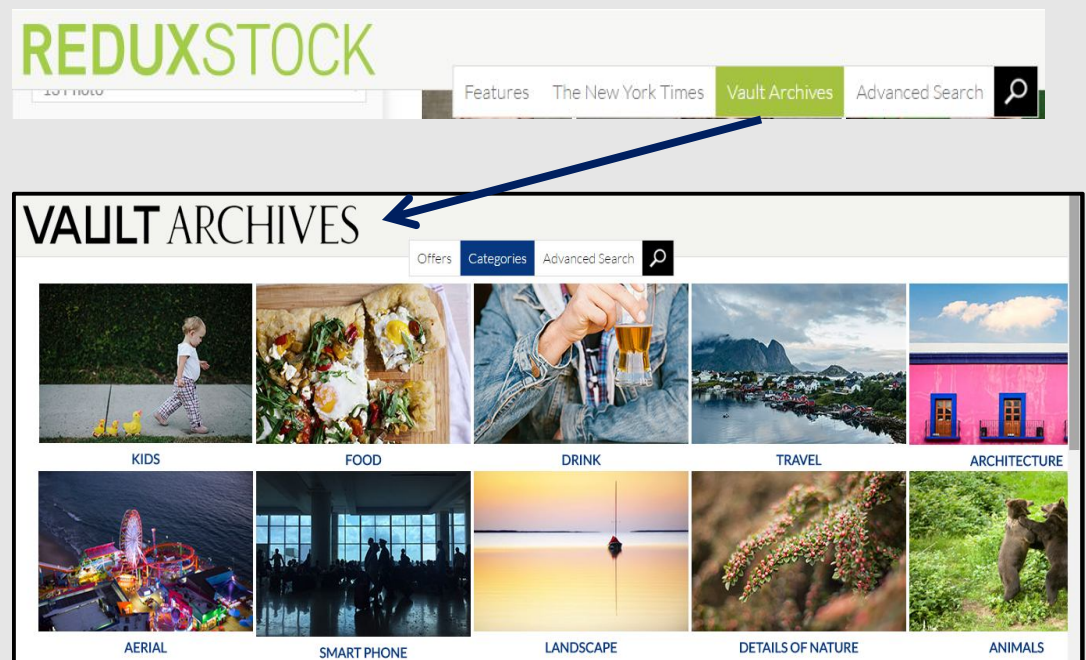 REDUXSTOCK
Features The New York Times Vault Archives Advanced Search
VAULT ARCHIVES
Offers Categories Advanced Search
KIDS FOOD DRINK TRAVEL ARCHITECTURE
AERIAL SMART PHONE LANDSCAPE DETAILS OF NATURE ANIMALS